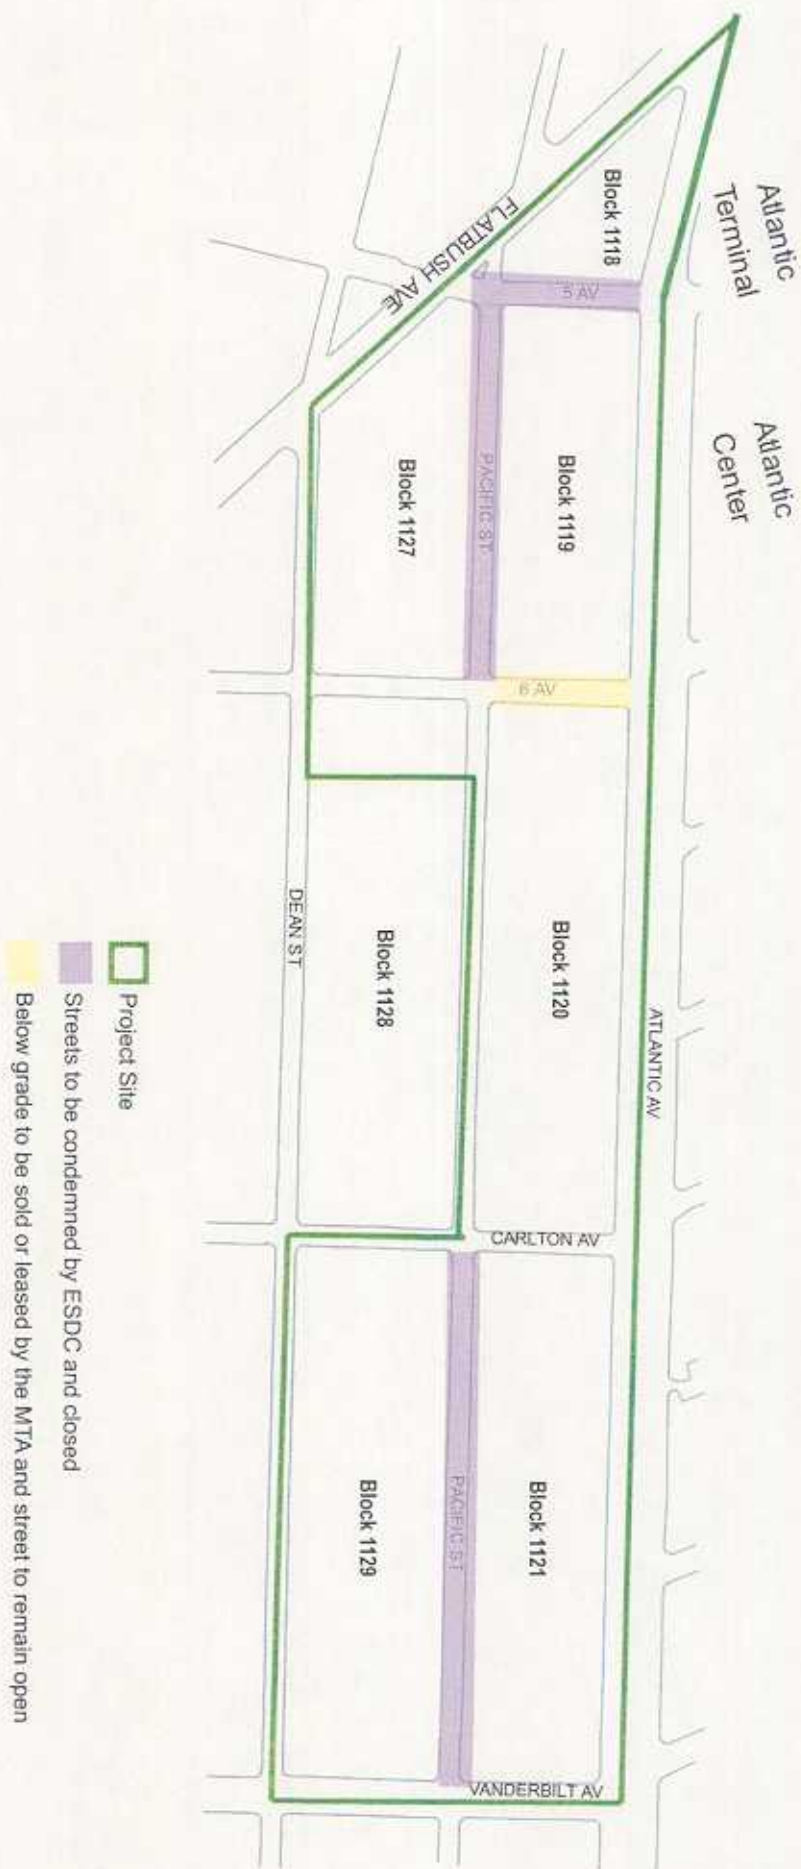 Atlantic
Terminal
Atlantic
Center
Block 1118
FLATBUSH AVE
5 AV
Block 1119
PACIFIC ST
Block 1127
6 AV
ATLANTIC AV
Block 1120
Block 1128
DEAN ST
CARLTON AV
Block 1121
PACIFIC ST
Block 1129
VANDERBILT AV
Project Site
Streets to be condemned by ESDC and closed
Below grade to be sold or leased by the MTA and street to remain open